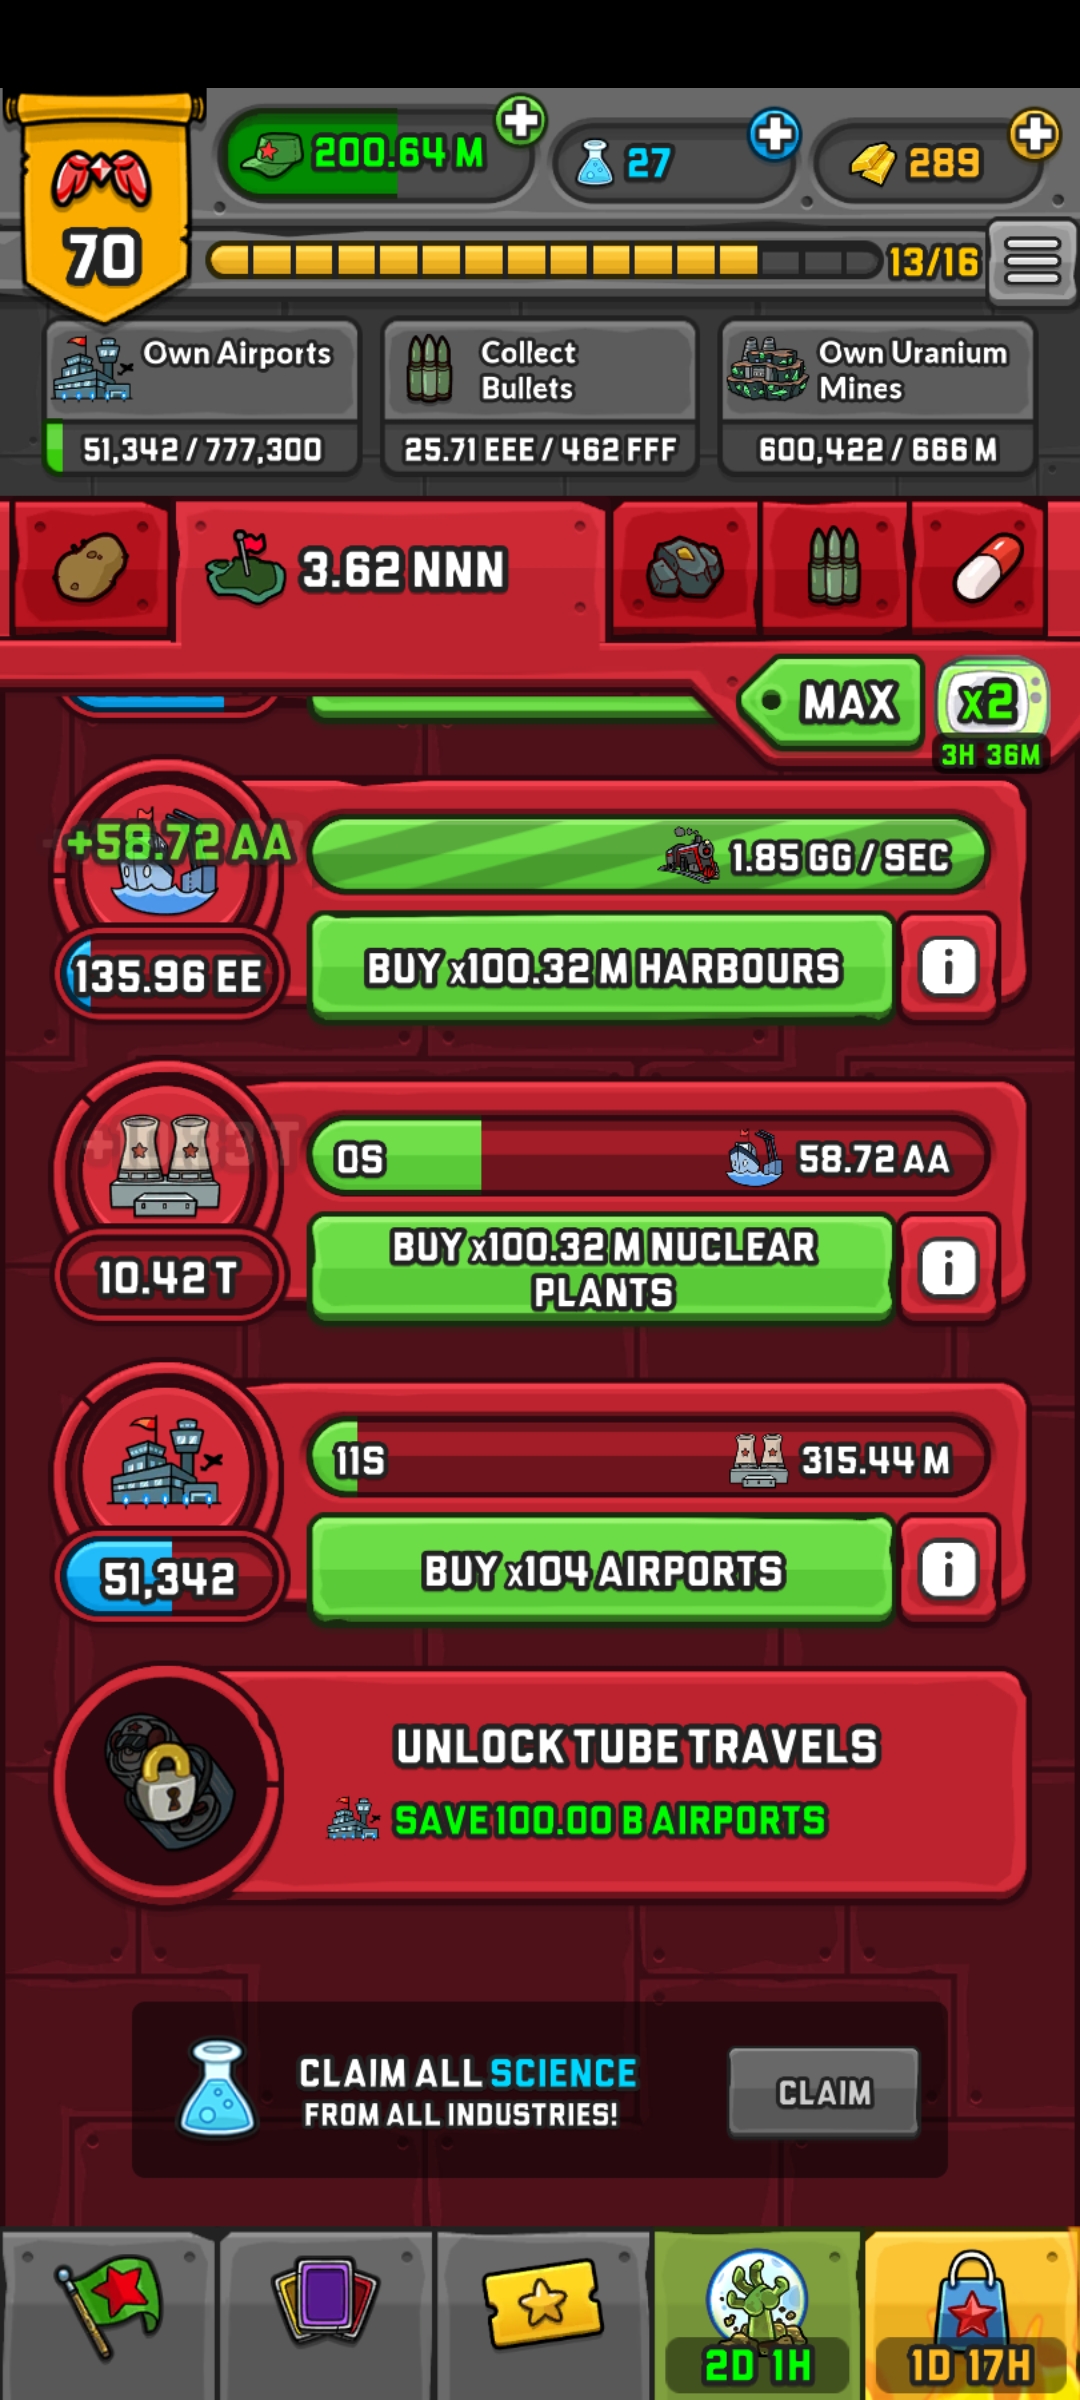 200.64 M
27
289
70
13/16
Own Airports
51,342 / 777,300
Collect
Bullets
25.71 EEE / 462 FFF
Own Uranium
Mines
600,422 / 666 M
3.62 NNN
MAX
x2
3H 36M
+58.72 AA
1.85 GG / SEC
135.96 EE
BUY x100.32 M HARBOURS
i
0S
58.72 AA
10.42 T
BUY x100.32 M NUCLEAR
PLANTS
i
11S
315.44 M
51,342
BUY x104 AIRPORTS
i
UNLOCK TUBE TRAVELS
SAVE 100.00 B AIRPORTS
CLAIM ALL SCIENCE
FROM ALL INDUSTRIES!
CLAIM
2D 1H
1D 17H